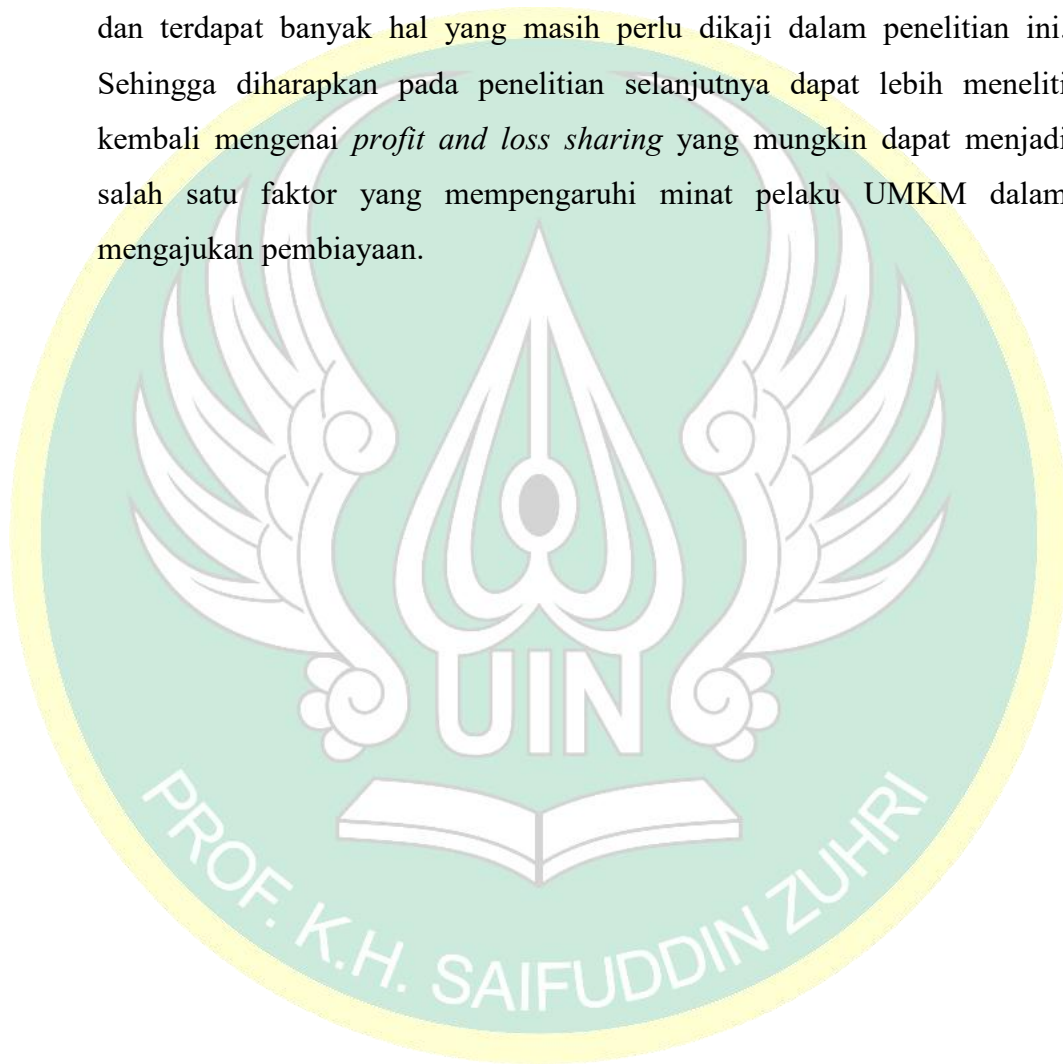 dan terdapat banyak hal yang masih perlu dikaji dalam penelitian ini.
Sehingga diharapkan pada penelitian selanjutnya dapat lebih meneliti
kembali mengenai profit and loss sharing yang mungkin dapat menjadi
salah satu faktor yang mempengaruhi minat pelaku UMKM dalam
mengajukan pembiayaan.
UIN
PROF. K.H. SAIFUDDIN ZUHRI